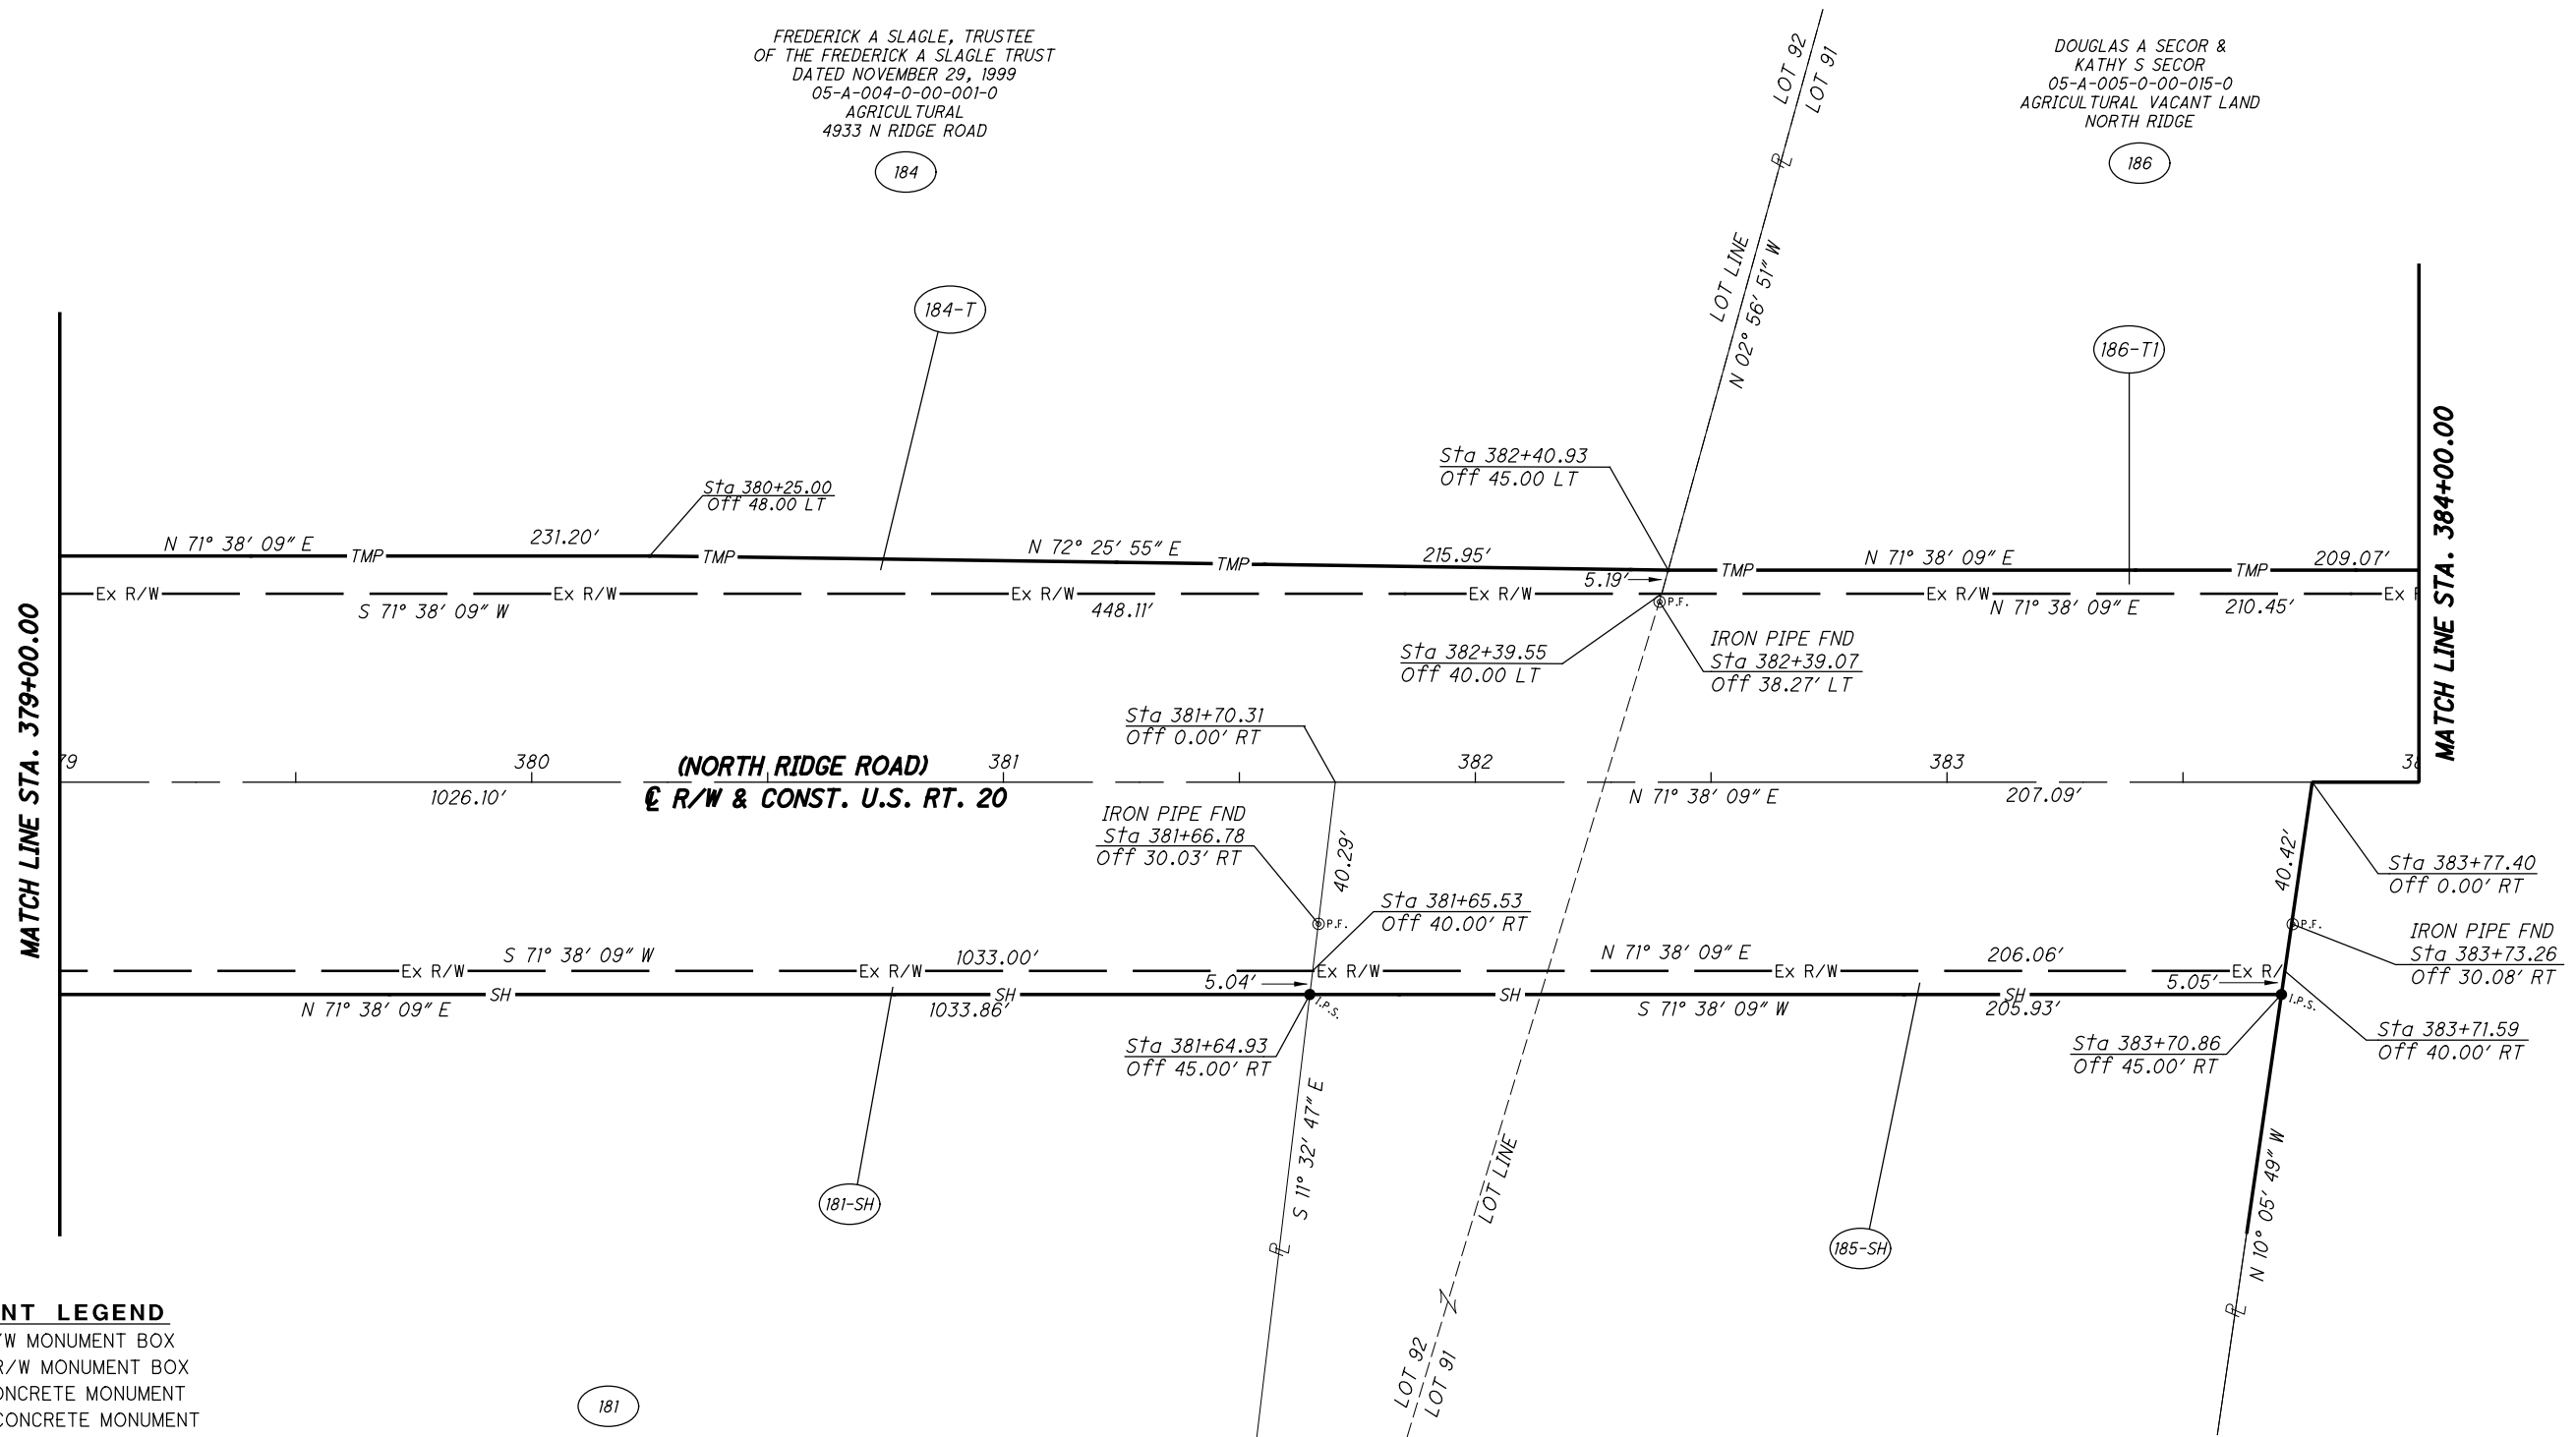 FREDERICK A SLAGLE, TRUSTEE
OF THE FREDERICK A SLAGLE TRUST
DATED NOVEMBER 29, 1999
05-A-004-0-00-001-0
AGRICULTURAL
4933 N RIDGE ROAD
184
DOUGLAS A SECOR &
KATHY S SECOR
05-A-005-0-00-015-0
AGRICULTURAL VACANT LAND
NORTH RIDGE
186
LOT 92
LOT 91
PL
LOT LINE
N 02° 56' 51" W
184-T
186-T1
Sta 382+40.93
Off 45.00 LT
Sta 380+25.00
Off 48.00 LT
N 71° 38' 09" E
TMP
231.20'
TMP
N 72° 25' 55" E
TMP
215.95'
TMP
N 71° 38' 09" E
TMP
209.07'
5.19'
Ex R/W
S 71° 38' 09" W
Ex R/W
Ex R/W
448.11'
Ex R/W
P.F.
Ex R/W
N 71° 38' 09" E
210.45'
Ex R
MATCH LINE STA. 379+00.00
MATCH LINE STA. 384+00.00
Sta 382+39.55
Off 40.00 LT
IRON PIPE FND
Sta 382+39.07
Off 38.27' LT
Sta 381+70.31
Off 0.00' RT
79
380
(NORTH RIDGE ROAD)
381
382
383
38
1026.10'
CL R/W & CONST. U.S. RT. 20
N 71° 38' 09" E
207.09'
IRON PIPE FND
Sta 381+66.78
Off 30.03' RT
40.29'
P.F.
Sta 381+65.53
Off 40.00' RT
40.42'
Sta 383+77.40
Off 0.00' RT
P.F.
IRON PIPE FND
Sta 383+73.26
Off 30.08' RT
Ex R/W
S 71° 38' 09" W
Ex R/W
1033.00'
Ex R/W
N 71° 38' 09" E
Ex R/W
206.06'
Ex R/
5.04'
5.05'
N 71° 38' 09" E
SH
1033.86'
SH
I.P.S.
SH
S 71° 38' 09" W
SH
205.93'
I.P.S.
Sta 381+64.93
Off 45.00' RT
Sta 383+70.86
Off 45.00' RT
Sta 383+71.59
Off 40.00' RT
S 11° 32' 47" E
PL
LOT LINE
N 10° 05' 49" W
PL
181-SH
185-SH
LOT 92
LOT 91
NT LEGEND
/W MONUMENT BOX
R/W MONUMENT BOX
ONCRETE MONUMENT
CONCRETE MONUMENT
181